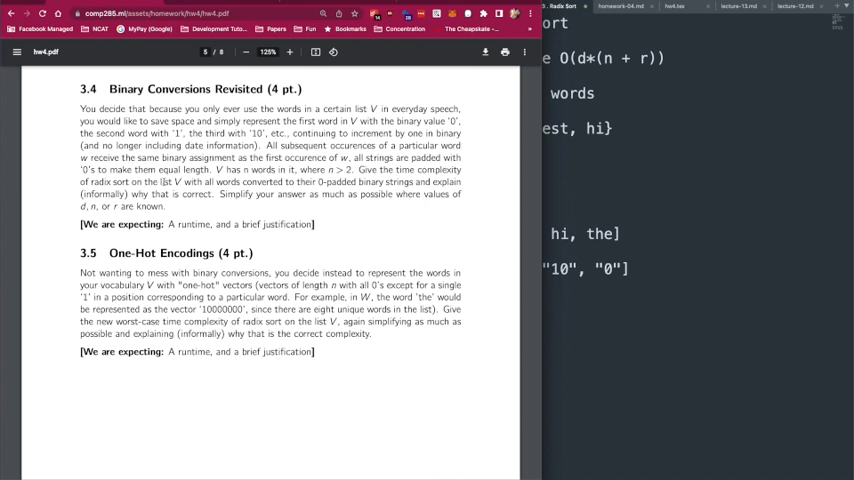 comp285.ml/assets/homework/hw4/hw4.pdf
Facebook Managed
NCAT
MyPay (Google)
Development Tut...
Papers
Fun
Bookmarks
Concentration
The Cheapskate -...
hw4.pdf
5 / 8
125%
3.4 Binary Conversions Revisited (4 pt.)
You decide that because you only ever use the words in a certain list V in everyday speech,
you would like to save space and simply represent the first word in V with the binary value '0',
the second word with '1', the third with '10', etc., continuing to increment by one in binary
(and no longer including date information). All subsequent occurences of a particular word
w receive the same binary assignment as the first occurence of w, all strings are padded with
'0's to make them equal length. V has n words in it, where n > 2. Give the time complexity
of radix sort on the list V with all words converted to their 0-padded binary strings and explain
(informally) why that is correct. Simplify your answer as much as possible where values of
d, n, or r are known.
[We are expecting: A runtime, and a brief justification]
3.5 One-Hot Encodings (4 pt.)
Not wanting to mess with binary conversions, you decide instead to represent the words in
your vocabulary V with "one-hot" vectors (vectors of length n with all 0's except for a single
'1' in a position corresponding to a particular word. For example, in W, the word 'the' would
be represented as the vector '10000000', since there are eight unique words in the list). Give
the new worst-case time complexity of radix sort on the list V, again simplifying as much as
possible and explaining (informally) why that is the correct complexity.
[We are expecting: A runtime, and a brief justification]
3. Radix Sort
homework-04.md
hw4.tex
lecture-13.md
lecture-12.md
ort
e O(d*(n + r))
words
est, hi}
hi, the]
"10", "0"]